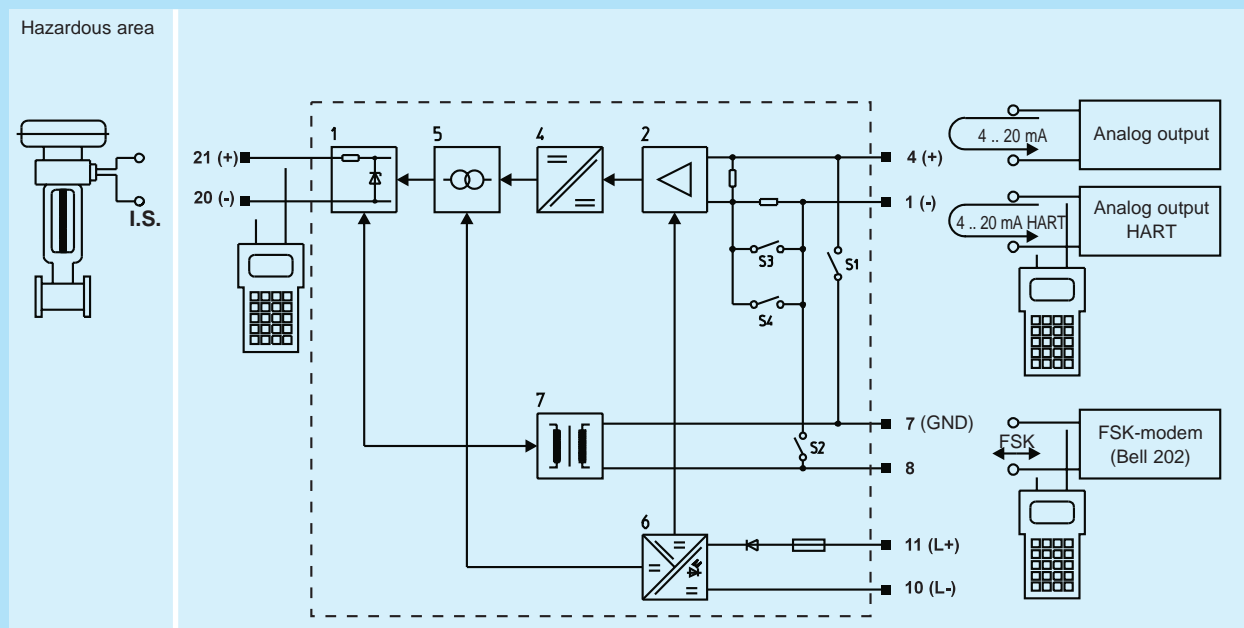 Hazardous area
I.S.
21 (+)
20 (-)
1
5
4
2
4 (+)
1 (-)
S3
S4
S1
7
S2
7 (GND)
8
6
11 (L+)
10 (L-)
4 .. 20 mA
Analog output
4 .. 20 mA HART
Analog output
HART
FSK
FSK-modem
(Bell 202)